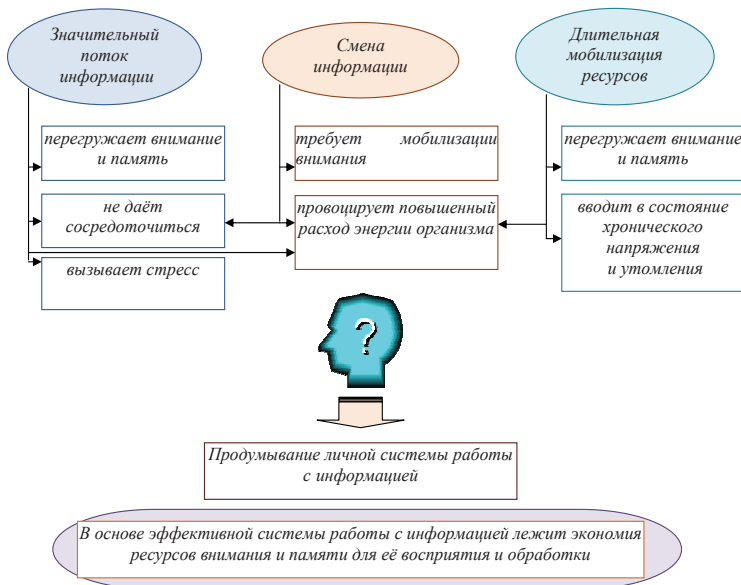 Значительный
поток
информации
Смена
информации
Длительная
мобилизация
ресурсов
перегружает внимание
и память
требует мобилизации
внимания
перегружает внимание
и память
не даёт
сосредоточиться
провоцирует повышенный
расход энергии организма
вводит в состояние
хронического
напряжения
и утомления
вызывает стресс
?
Продумывание личной системы работы
с информацией
В основе эффективной системы работы с информацией лежит экономия
ресурсов внимания и памяти для её восприятия и обработки